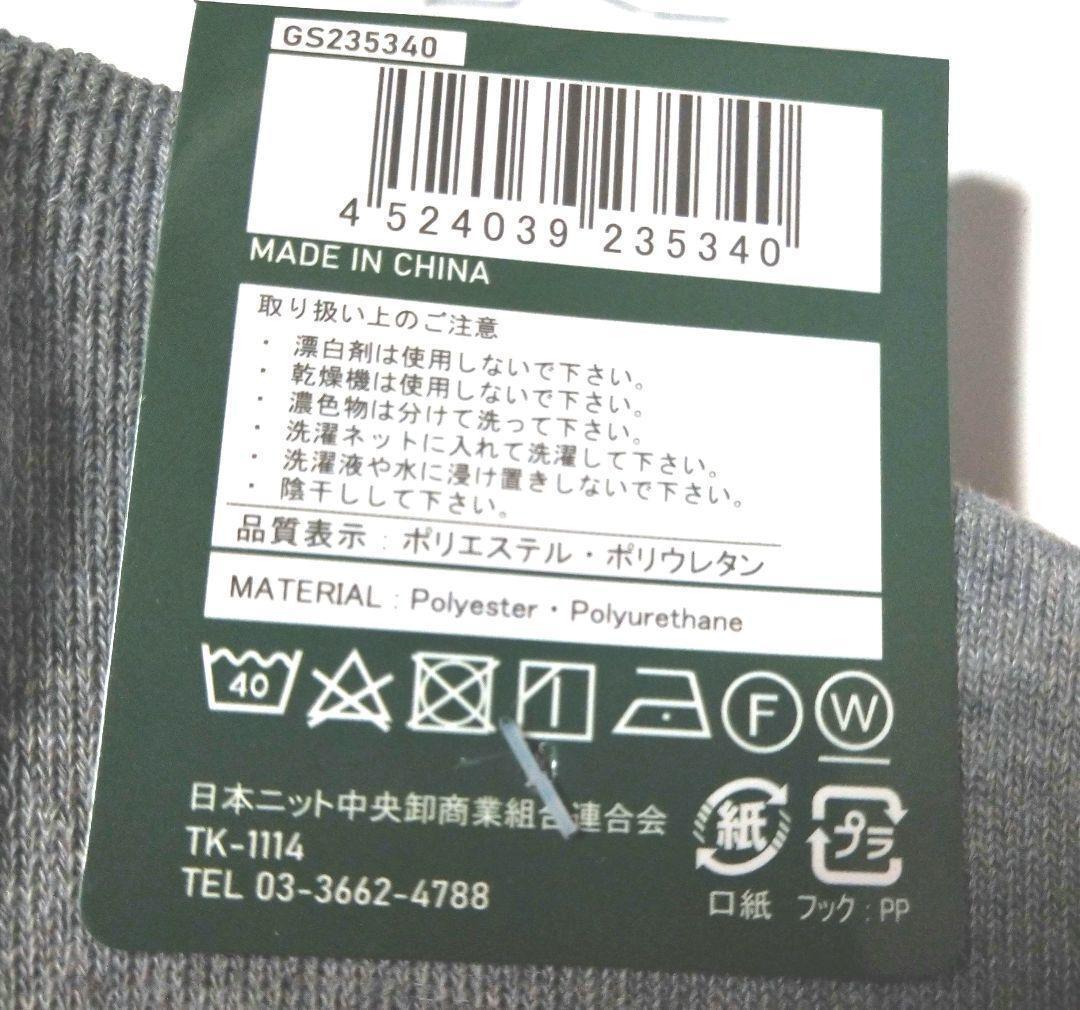 GS235340
4 524039 235340
MADE IN CHINA
取り扱い上のご注意
・ 漂白剤は使用しないで下さい。
・ 乾燥機は使用しないで下さい。
・ 濃色物は分けて洗って下さい。
・ 洗濯ネットに入れて洗濯して下さい。
・ 洗濯液や水に浸け置きしないで下さい。
・ 陰干しして下さい。
品質表示：ポリエステル・ポリウレタン
MATERIAL : Polyester・Polyurethane
40 F W
日本ニット中央卸商業組合連合会
TK-1114
TEL 03-3662-4788
紙 プラ
口紙 フック：PP